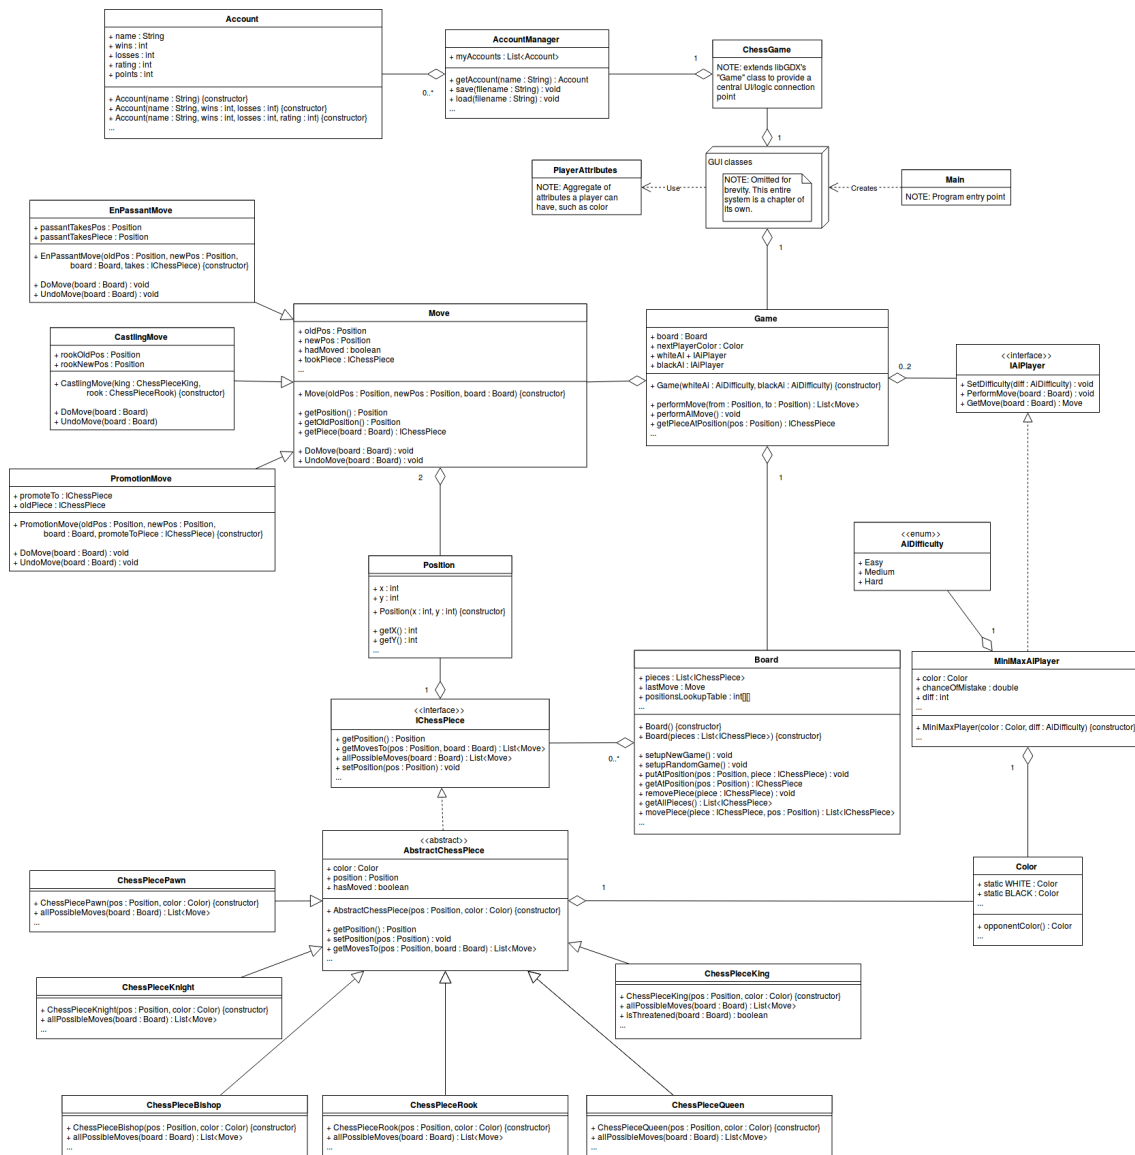 Account
+ name : String
+ wins : int
+ losses : int
+ rating : int
+ points : int
+ Account(name : String) {constructor}
+ Account(name : String, wins : int, losses : int) {constructor}
+ Account(name : String, wins : int, losses : int, rating : int) {constructor}
...
0..*
AccountManager
+ myAccounts : List<Account>
+ getAccount(name : String) : Account
+ save(filename : String) : void
+ load(filename : String) : void
...
1
ChessGame
NOTE: extends libGDX's
"Game" class to provide a
central UI/logic connection
point
1
GUI classes
NOTE: Omitted for
brevity. This entire
system is a chapter of
its own.
PlayerAttributes
NOTE: Aggregate of
attributes a player can
have, such as color
Use
Creates
Main
NOTE: Program entry point
1
EnPassantMove
+ passantTakesPos : Position
+ passantTakesPiece : Position
+ EnPassantMove(oldPos : Position, newPos : Position,
board : Board, takes : IChessPiece) {constructor}
+ DoMove(board : Board) : void
+ UndoMove(board : Board) : void
CastlingMove
+ rookOldPos : Position
+ rookNewPos : Position
+ CastlingMove(king : ChessPieceKing,
rook : ChessPieceRook) {constructor}
+ DoMove(board : Board)
+ UndoMove(board : Board)
PromotionMove
+ promoteTo : IChessPiece
+ oldPiece : IChessPiece
+ PromotionMove(oldPos : Position, newPos : Position,
board : Board, promoteToPiece : IChessPiece) {constructor}
+ DoMove(board : Board) : void
+ UndoMove(board : Board) : void
Move
+ oldPos : Position
+ newPos : Position
+ hadMoved : boolean
+ tookPiece : IChessPiece
...
+ Move(oldPos : Position, newPos : Position, board : Board) {constructor}
+ getPosition() : Position
+ getOldPosition() : Position
+ getPiece(board : Board) : IChessPiece
+ DoMove(board : Board) : void
+ UndoMove(board : Board) : void
2
Game
+ board : Board
+ nextPlayerColor : Color
+ whiteAI + IAIPlayer
+ blackAI : IAIPlayer
+ Game(whiteAi : AIDifficulty, blackAi : AIDifficulty) {constructor}
+ performMove(from : Position, to : Position) : List<Move>
+ performAIMove() : void
+ getPieceAtPosition(pos : Position) : IChessPiece
...
0..2
1
<<interface>>
IAIPlayer
+ SetDifficulty(diff : AIDifficulty) : void
+ PerformMove(board : Board) : void
+ GetMove(board : Board) : Move
<<enum>>
AIDifficulty
+ Easy
+ Medium
+ Hard
1
Position
+ x : int
+ y : int
+ Position(x : int, y : int) {constructor}
+ getX() : int
+ getY() : int
...
1
<<interface>>
IChessPiece
+ getPosition() : Position
+ getMovesTo(pos : Position, board : Board) : List<Move>
+ allPossibleMoves(board : Board) : List<Move>
+ setPosition(pos : Position) : void
...
0..*
Board
+ pieces : List<IChessPiece>
+ lastMove : Move
+ positionsLookupTable : int[][]
...
+ Board() {constructor}
+ Board(pieces : List<IChessPiece>) {constructor}
+ setupNewGame() : void
+ setupRandomGame() : void
+ putAtPosition(pos : Position, piece : IChessPiece) : void
+ getAtPosition(pos : Position) : IChessPiece
+ removePiece(piece : IChessPiece) : void
+ getAllPieces() : List<IChessPiece>
+ movePiece(piece : IChessPiece, pos : Position) : List<IChessPiece>
...
MiniMaxAIPlayer
+ color : Color
+ chanceOfMistake : double
+ diff : int
...
+ MiniMaxPlayer(color : Color, diff : AIDifficulty) {constructor}
...
1
<<abstract>>
AbstractChessPiece
+ color : Color
+ position : Position
+ hasMoved : boolean
+ AbstractChessPiece(pos : Position, color : Color) {constructor}
+ getPosition() : Position
+ setPosition(pos : Position) : void
+ getMovesTo(pos : Position, board : Board) : List<Move>
...
1
Color
+ static WHITE : Color
+ static BLACK : Color
...
+ opponentColor() : Color
...
ChessPiecePawn
+ ChessPiecePawn(pos : Position, color : Color) {constructor}
+ allPossibleMoves(board : Board) : List<Move>
...
ChessPieceKnight
+ ChessPieceKnight(pos : Position, color : Color) {constructor}
+ allPossibleMoves(board : Board) : List<Move>
...
ChessPieceKing
+ ChessPieceKing(pos : Position, color : Color) {constructor}
+ allPossibleMoves(board : Board) : List<Move>
+ isThreatened(board : Board) : boolean
...
ChessPieceBishop
+ ChessPieceBishop(pos : Position, color : Color) {constructor}
+ allPossibleMoves(board : Board) : List<Move>
...
ChessPieceRook
+ ChessPieceRook(pos : Position, color : Color) {constructor}
+ allPossibleMoves(board : Board) : List<Move>
...
ChessPieceQueen
+ ChessPieceQueen(pos : Position, color : Color) {constructor}
+ allPossibleMoves(board : Board) : List<Move>
...